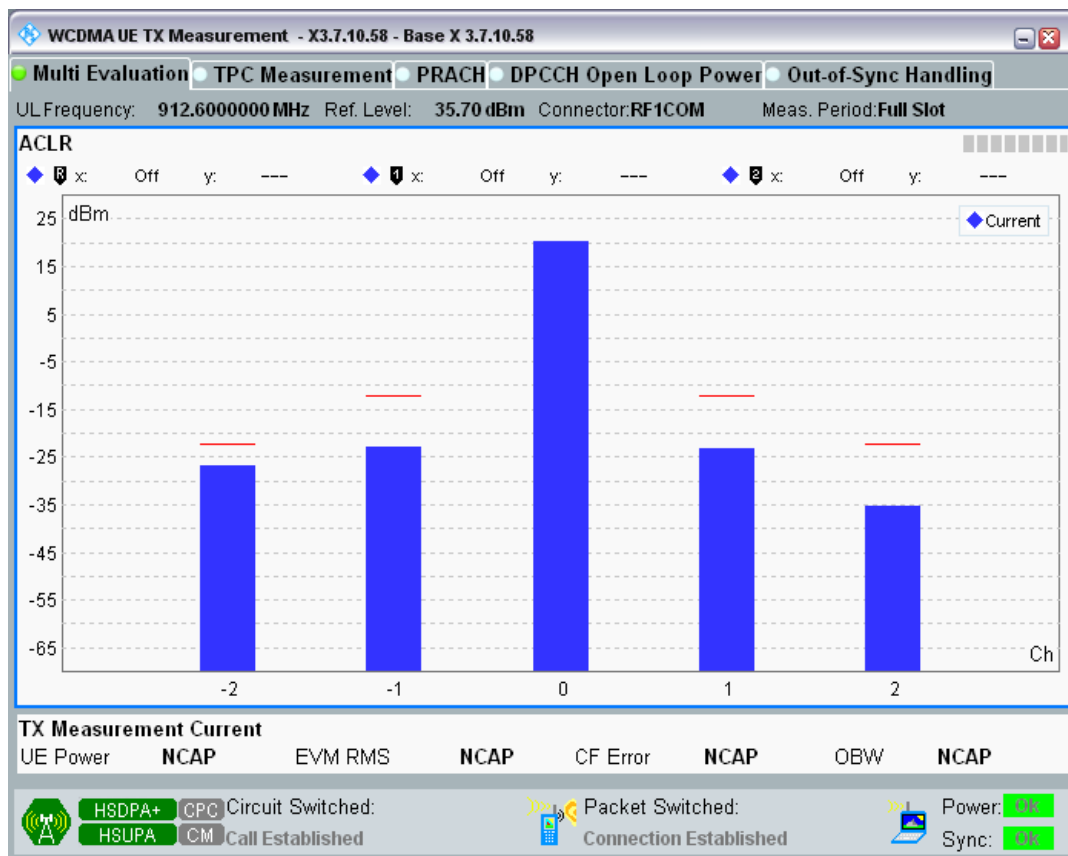 WCDMA UE TX Measurement - X3.7.10.58 - Base X 3.7.10.58
Multi Evaluation TPC Measurement PRACH DPCCH Open Loop Power Out-of-Sync Handling
UL Frequency: 912.6000000 MHz Ref. Level: 35.70 dBm Connector:RF1COM Meas. Period:Full Slot
ACLR
R x: Off y: --- 1 x: Off y: --- 2 x: Off y: ---
dBm
Current
25
15
5
-5
-15
-25
-35
-45
-55
-65
Ch
-2 -1 0 1 2
TX Measurement Current
UE Power NCAP EVM RMS NCAP CF Error NCAP OBW NCAP
HSDPA+ CPC Circuit Switched: Packet Switched: Power: OK
HSUPA CM Call Established Connection Established Sync: OK